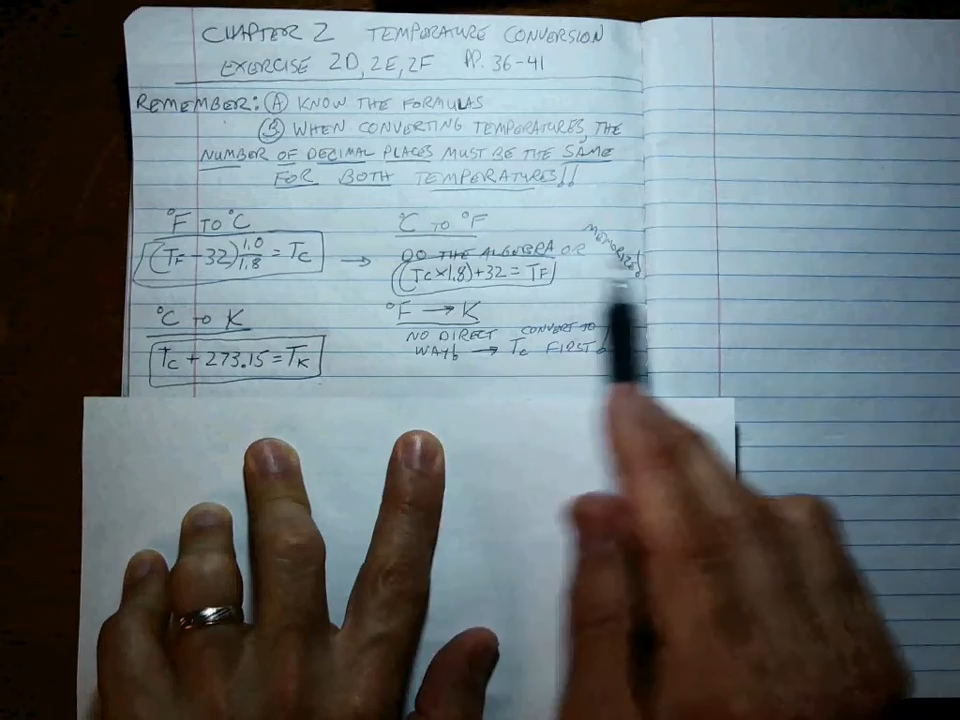 CHAPTER 2 TEMPERATURE CONVERSION
EXERCISE 2D, 2E, 2F PP. 36-41
REMEMBER: (A) KNOW THE FORMULAS
(B) WHEN CONVERTING TEMPERATURES, THE
NUMBER OF DECIMAL PLACES MUST BE THE SAME
FOR BOTH TEMPERATURES!!
°F TO °C
(TF - 32) 1.0/1.8 = TC →
°C TO °F
DO THE ALGEBRA OR MEMORIZE!
(TC × 1.8) + 32 = TF
°C TO K
TC + 273.15 = TK
°F → K
NO DIRECT CONVERT TO
WAY → TC FIRST!